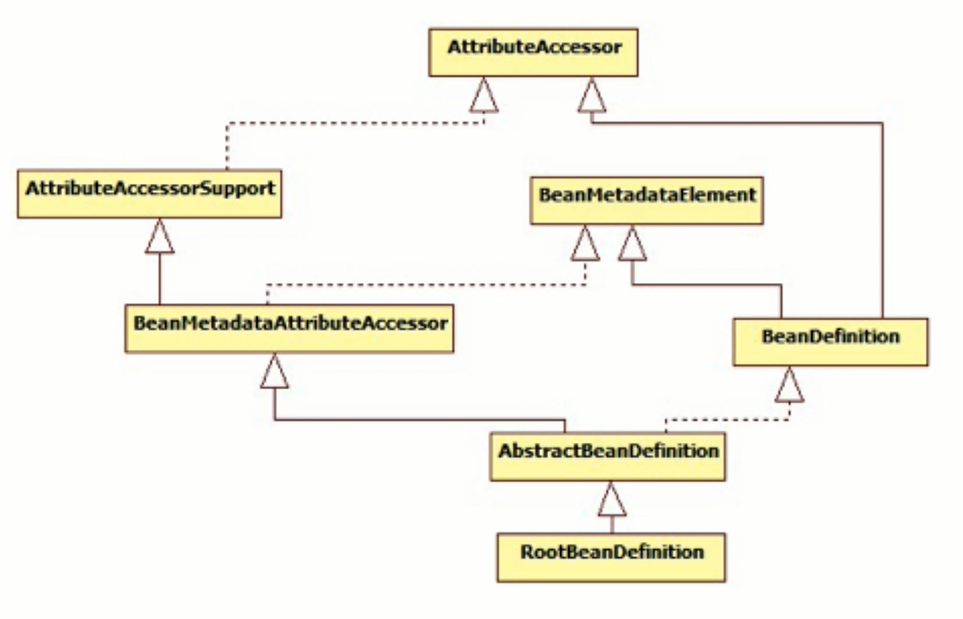 AttributeAccessor
AttributeAccessorSupport
BeanMetadataElement
BeanMetadataAttributeAccessor
BeanDefinition
AbstractBeanDefinition
RootBeanDefinition